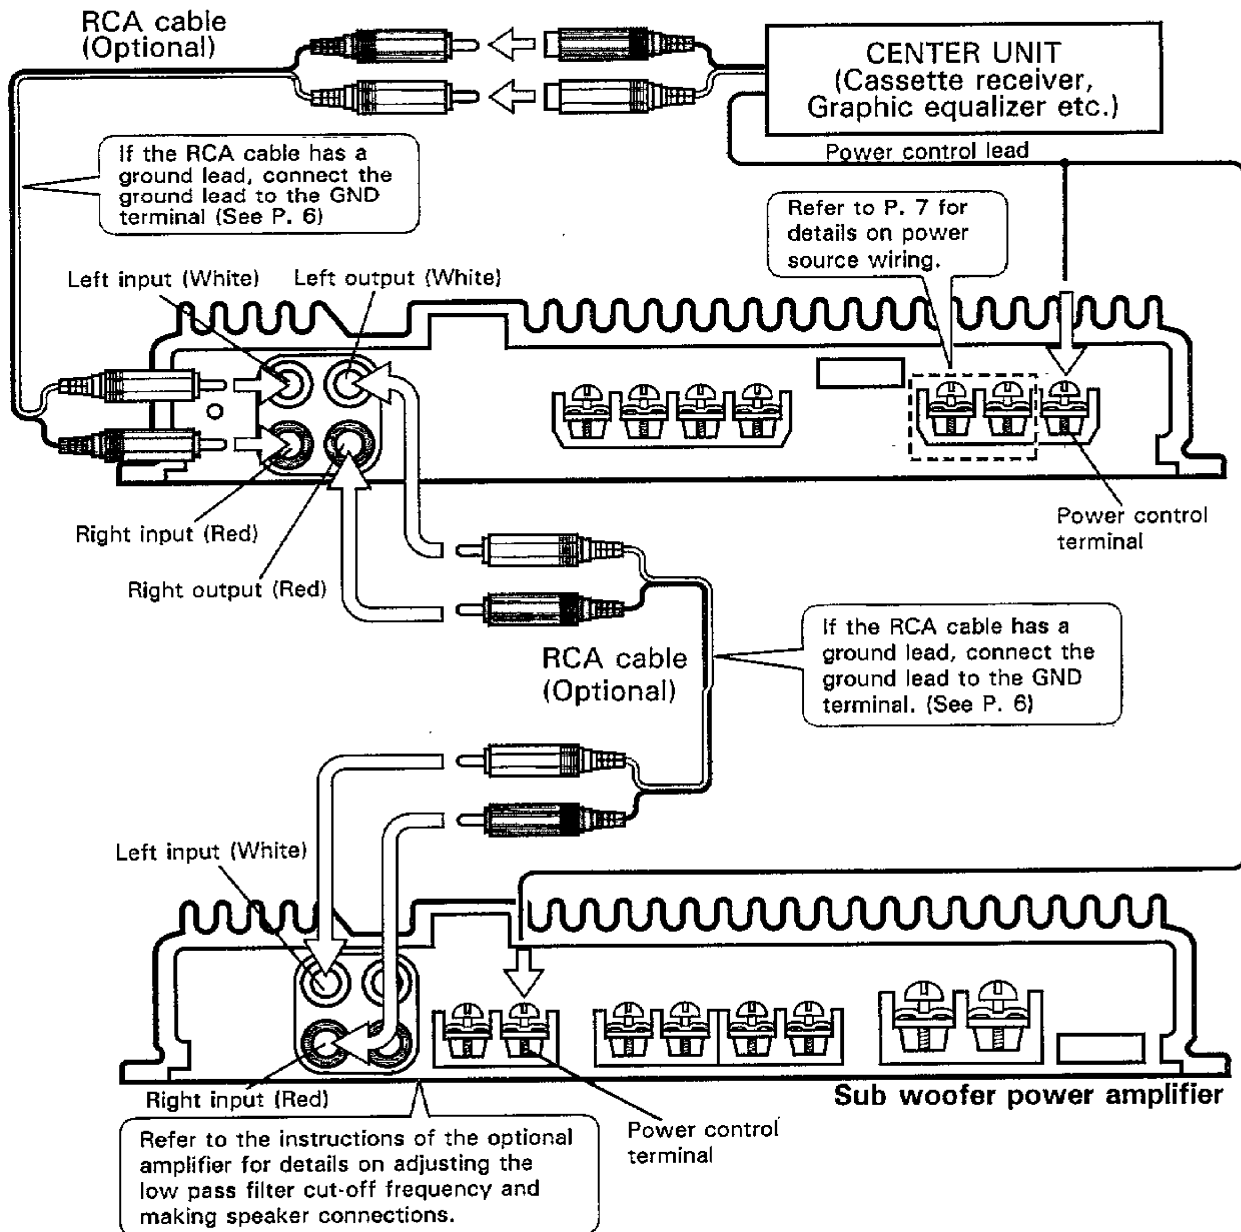 RCA cable
(Optional)
CENTER UNIT
(Cassette receiver,
Graphic equalizer etc.)
Power control lead
If the RCA cable has a
ground lead, connect the
ground lead to the GND
terminal (See P. 6)
Refer to P. 7 for
details on power
source wiring.
Left input (White)
Left output (White)
Right input (Red)
Right output (Red)
Power control
terminal
RCA cable
(Optional)
If the RCA cable has a
ground lead, connect the
ground lead to the GND
terminal. (See P. 6)
Left input (White)
Right input (Red)
Sub woofer power amplifier
Power control
terminal
Refer to the instructions of the optional
amplifier for details on adjusting the
low pass filter cut-off frequency and
making speaker connections.